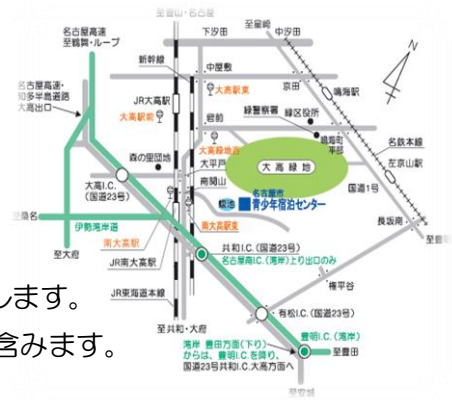 至豊山・名古屋
至星崎
下汐田
中汐田
名古屋高速
至鶴舞・ループ
新幹線
中屋敷
京田
鳴海駅
名古屋高速・
知多半島道路
大高出口
JR大高駅
大高駅東
緑警察署
緑区役所
大高駅前
岩前
鳴海町
平部
名鉄本線
大高緑地西
森の里団地
大平戸
大高緑地
左京山駅
大高I.C.
(国道23号)
南関山
国道1号
名古屋市
青少年宿泊センター
長坂南
至桑名
伊勢湾岸道
南大高駅東
南大高駅
共和I.C.(国道23号)
名古屋南I.C.(湾岸)上り出口のみ
至大府
JR南大高駅
権平谷
します。
JR東海道本線
有松I.C.(国道23号)
至共和・大府
含みます。
豊明I.C.(湾岸)
湾岸 豊田方面(下り)
からは、豊明I.C.を降り、
国道23号共和I.C.大高方面へ
至豊田
至安城